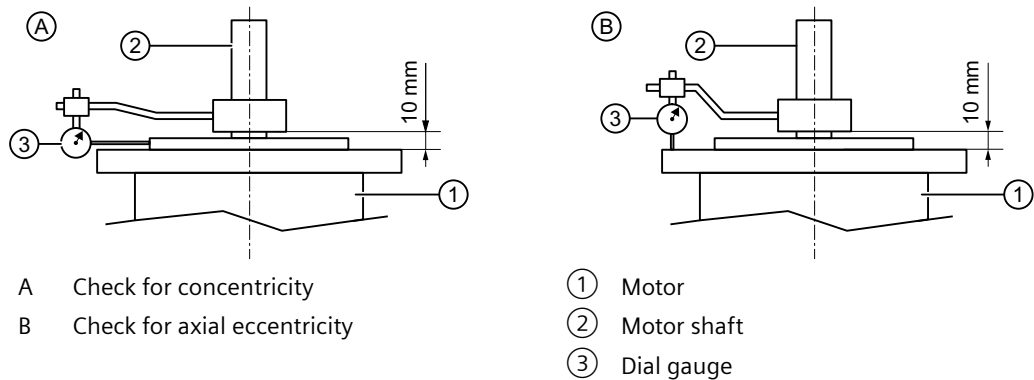 A
2
10 mm
3
1
B
2
10 mm
3
1
A Check for concentricity
B Check for axial eccentricity
1 Motor
2 Motor shaft
3 Dial gauge